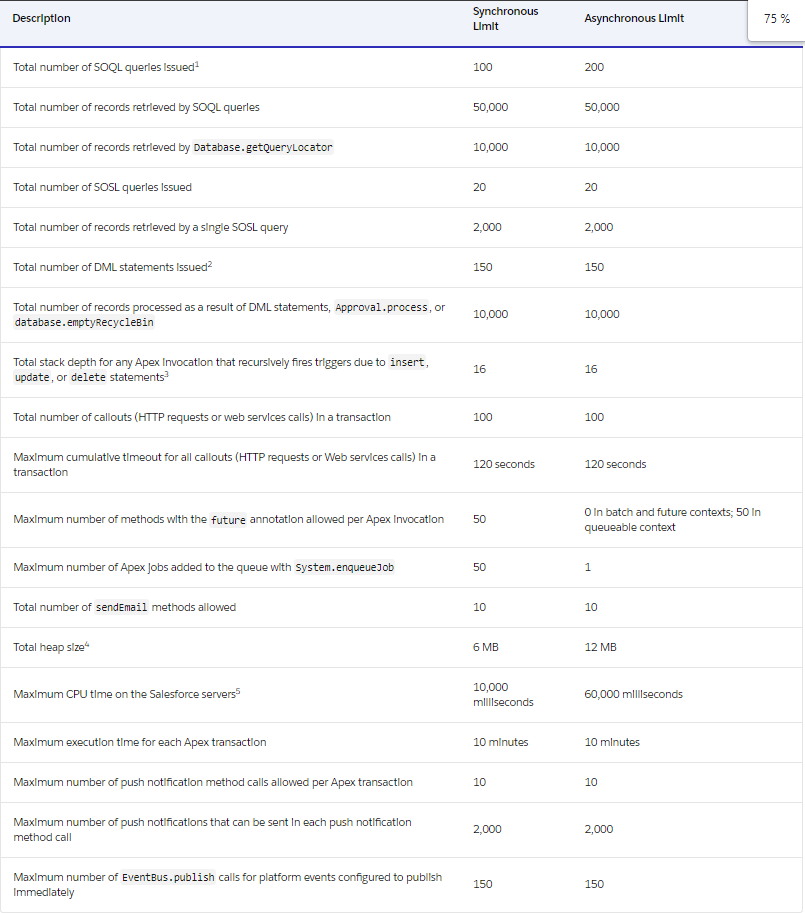 Description
Synchronous
Limit
Asynchronous Limit
75 %
Total number of SOQL queries issued1
100
200
Total number of records retrieved by SOQL queries
50,000
50,000
Total number of records retrieved by Database.getQueryLocator
10,000
10,000
Total number of SOSL queries issued
20
20
Total number of records retrieved by a single SOSL query
2,000
2,000
Total number of DML statements issued2
150
150
Total number of records processed as a result of DML statements, Approval.process, or
database.emptyRecycleBin
10,000
10,000
Total stack depth for any Apex invocation that recursively fires triggers due to insert,
update, or delete statements3
16
16
Total number of callouts (HTTP requests or web services calls) in a transaction
100
100
Maximum cumulative timeout for all callouts (HTTP requests or Web services calls) in a
transaction
120 seconds
120 seconds
Maximum number of methods with the future annotation allowed per Apex invocation
50
0 in batch and future contexts; 50 in
queueable context
Maximum number of Apex jobs added to the queue with System.enqueueJob
50
1
Total number of sendEmail methods allowed
10
10
Total heap size4
6 MB
12 MB
Maximum CPU time on the Salesforce servers5
10,000
milliseconds
60,000 milliseconds
Maximum execution time for each Apex transaction
10 minutes
10 minutes
Maximum number of push notification method calls allowed per Apex transaction
10
10
Maximum number of push notifications that can be sent in each push notification
method call
2,000
2,000
Maximum number of EventBus.publish calls for platform events configured to publish
immediately
150
150